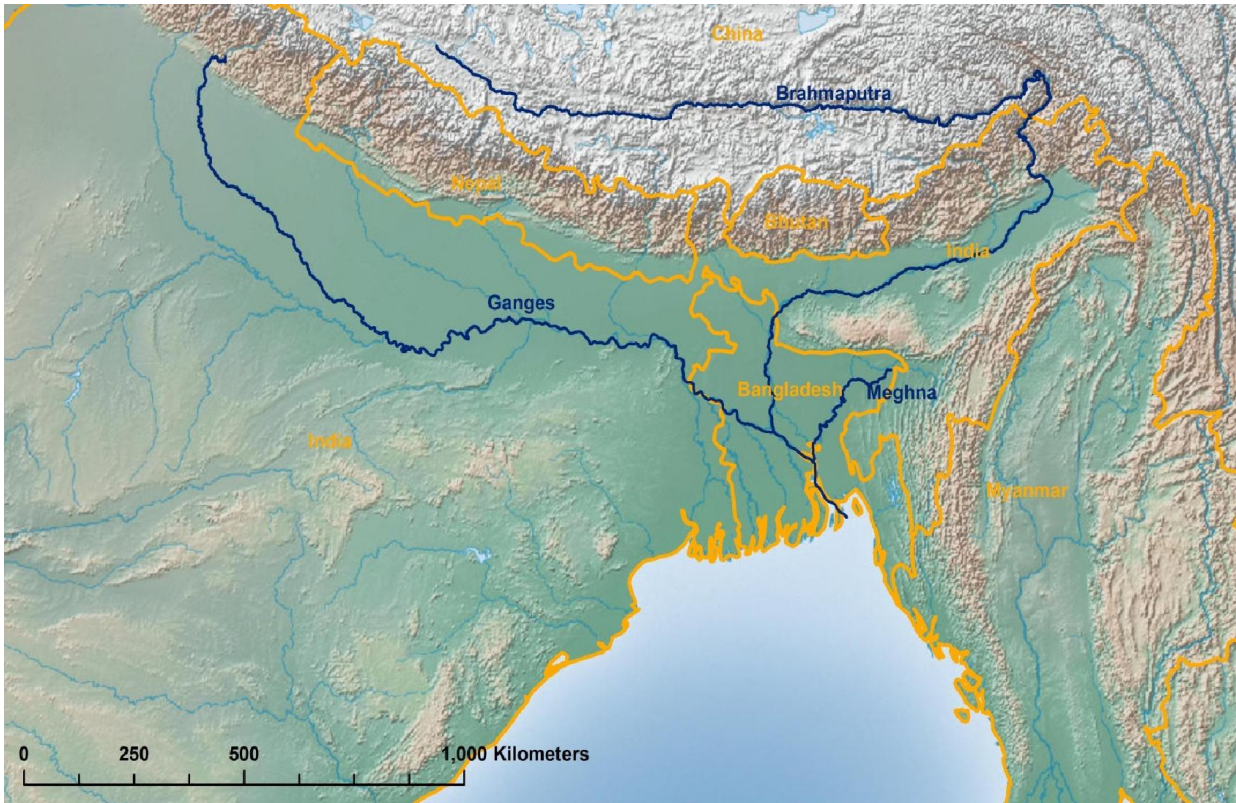 China
Brahmaputra
Nepal
Bhutan
India
Ganges
Bangladesh
Meghna
India
Myanmar
0 250 500 1,000 Kilometers